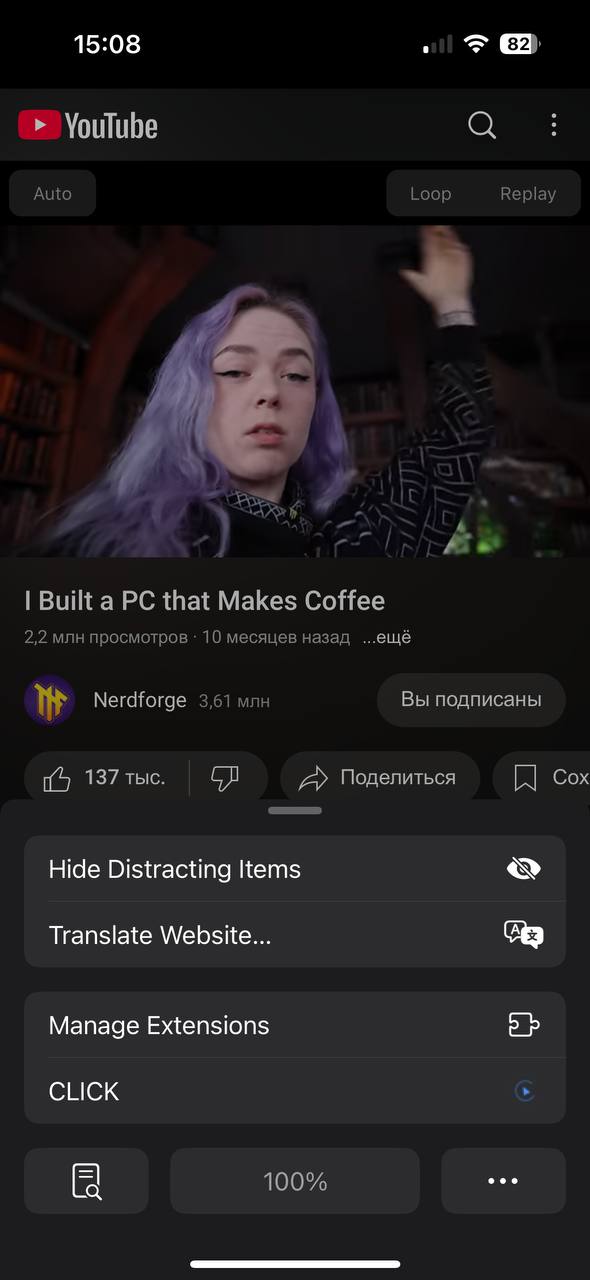 15:08
82
YouTube
Auto
Loop Replay
I Built a PC that Makes Coffee
2,2 млн просмотров · 10 месяцев назад ...ещё
Nerdforge 3,61 млн
Вы подписаны
137 тыс.
Поделиться
Сох
Hide Distracting Items
Translate Website...
Manage Extensions
CLICK
100%